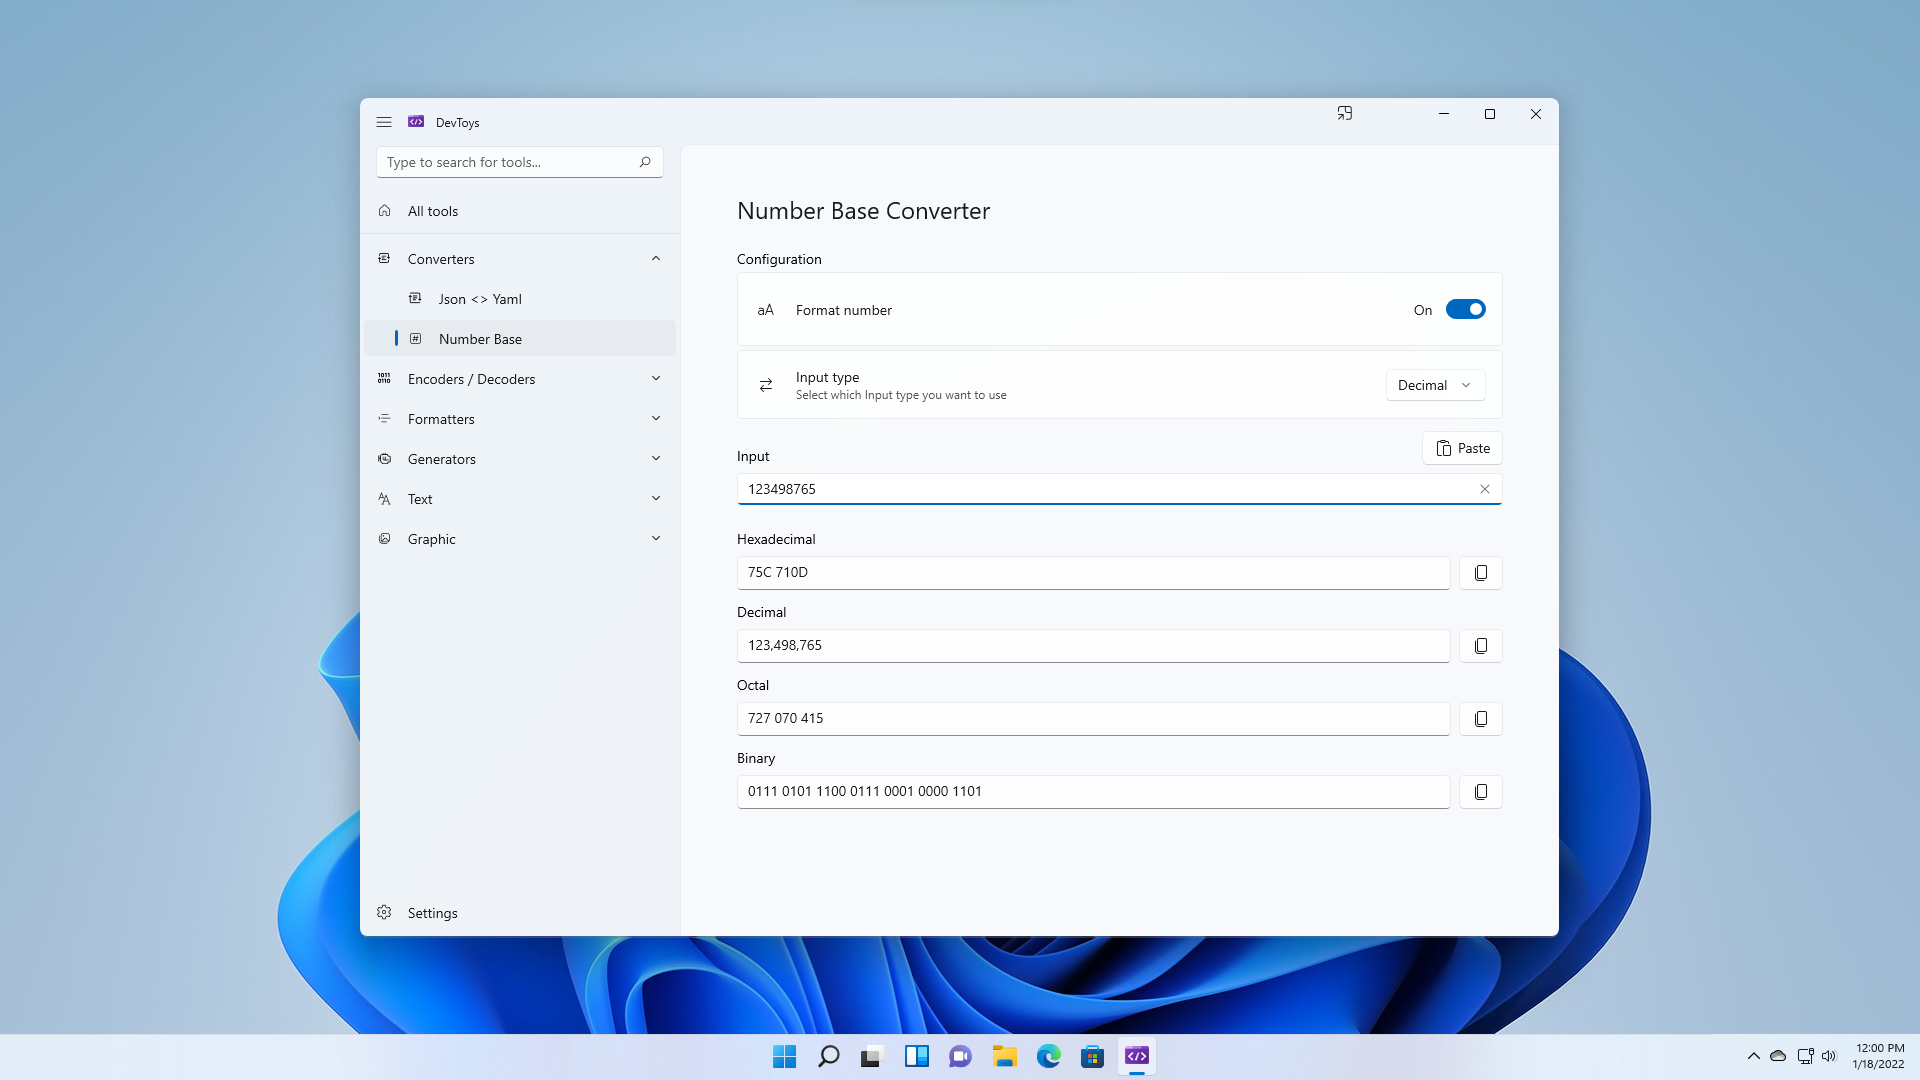 DevToys
Type to search for tools...
All tools
Converters
Json <> Yaml
Number Base
Encoders / Decoders
Formatters
Generators
Text
Graphic
Settings
Number Base Converter
Configuration
aA Format number On
Input type
Select which Input type you want to use
Decimal
Input
Paste
123498765
Hexadecimal
75C 710D
Decimal
123,498,765
Octal
727 070 415
Binary
0111 0101 1100 0111 0001 0000 1101
12:00 PM
1/18/2022